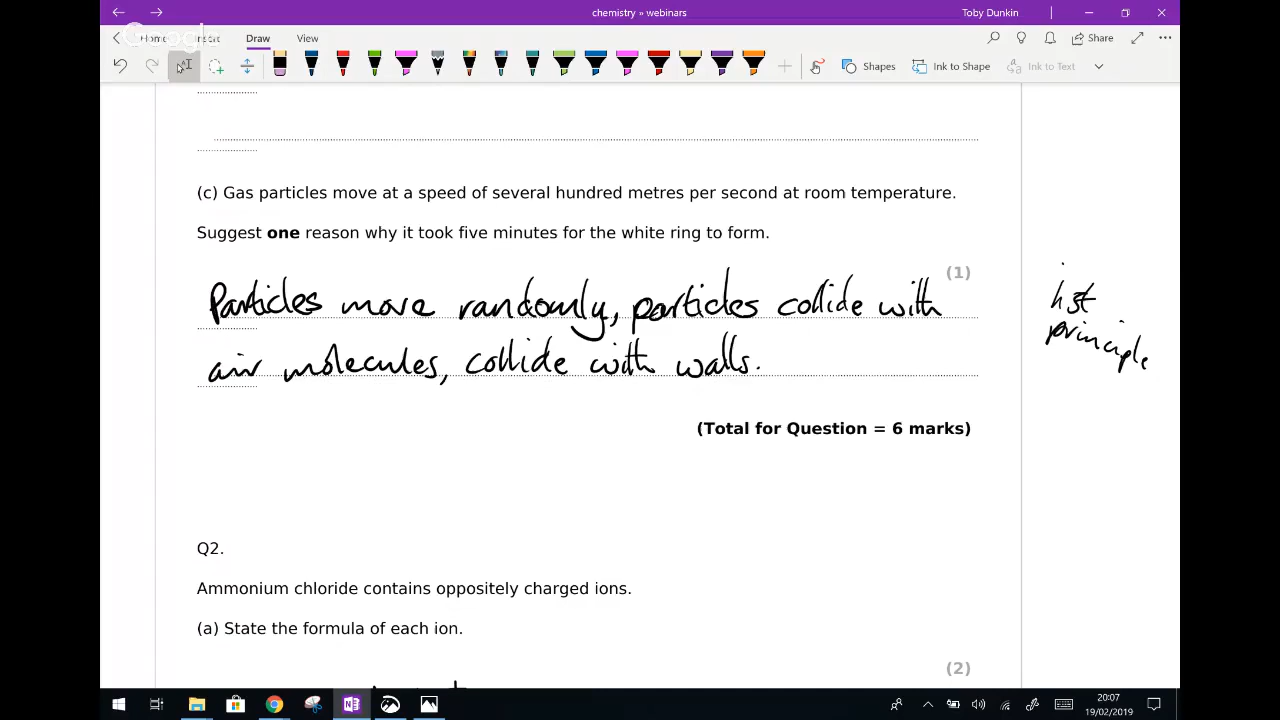 chemistry » webinars
Toby Dunkin
Google
Home
Insert
Draw
View
Share
Shapes
Ink to Shape
Ink to Text
(c) Gas particles move at a speed of several hundred metres per second at room temperature.
Suggest one reason why it took five minutes for the white ring to form.
(1)
Particles move randomly, particles collide with
air molecules, collide with walls.
list
principle
(Total for Question = 6 marks)
Q2.
Ammonium chloride contains oppositely charged ions.
(a) State the formula of each ion.
(2)
20:07
19/02/2019